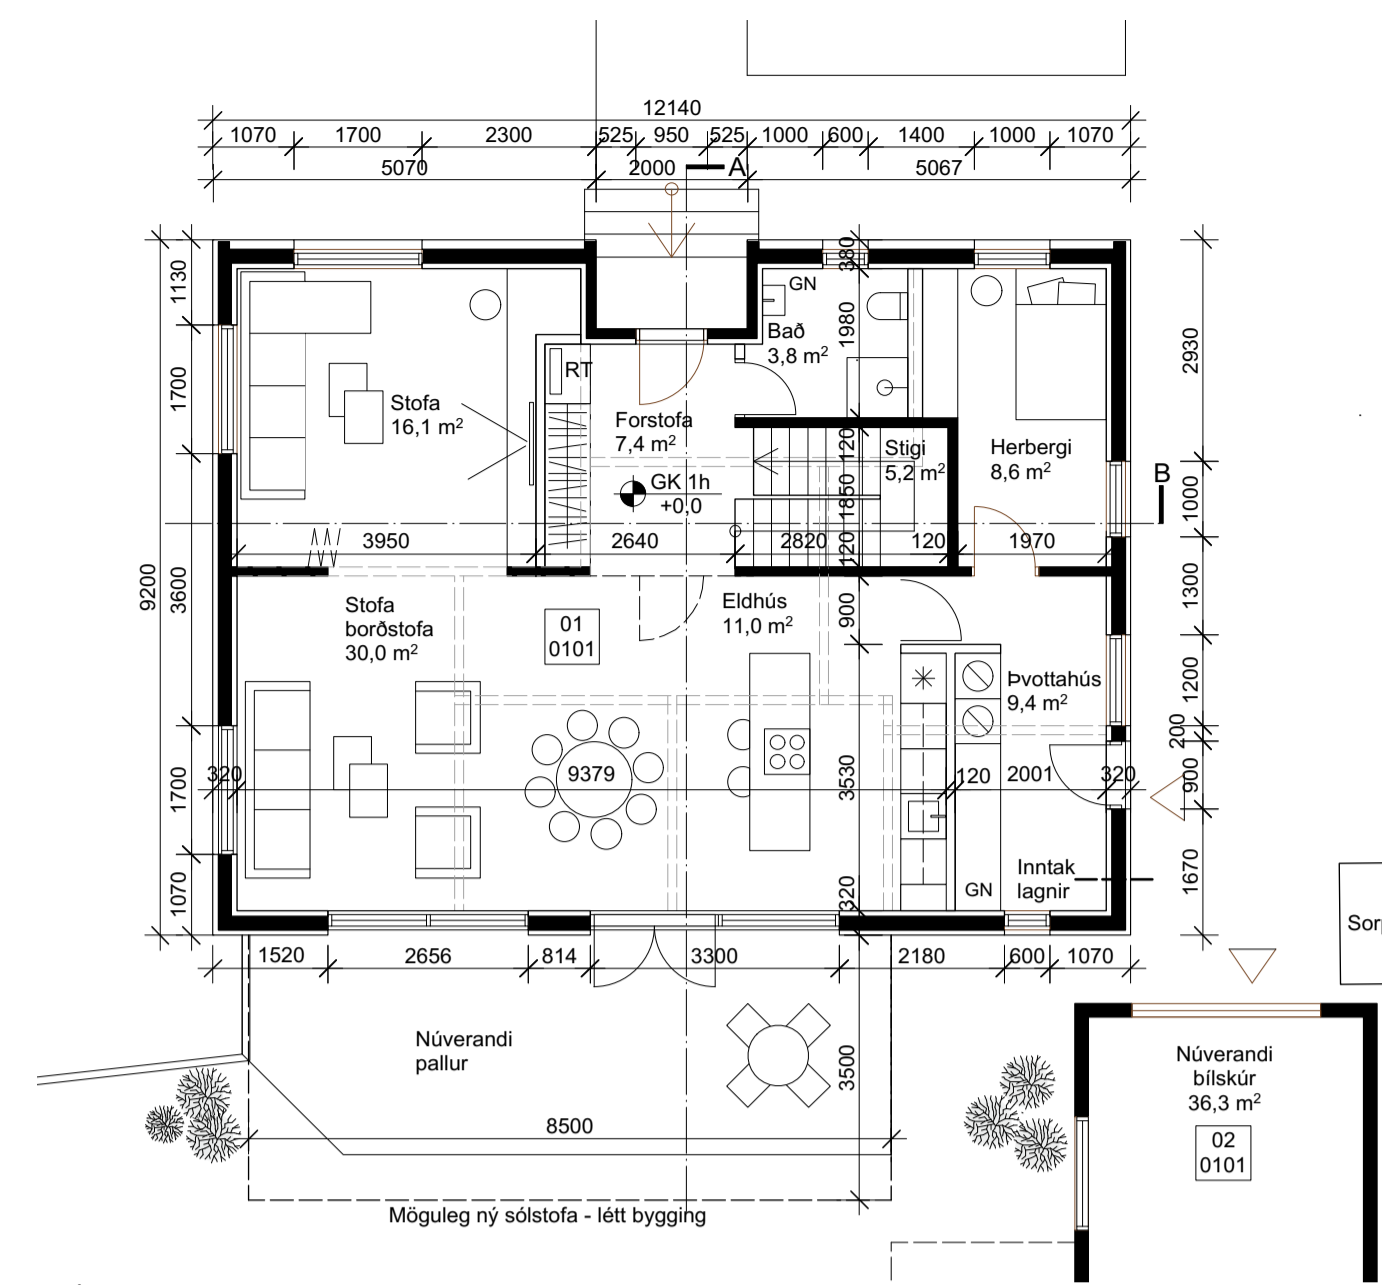 12140
1070 1700 2300 525 950 525 1000 600 1400 1000 1070
5070 2000 A 5067
380
1130
1700
3600
9200
1700
1070
2930
1000
1300
1200
200
900
1670
GN
Bað
3,8 m²
1980
RT
Stofa
16,1 m²
Forstofa
7,4 m²
GK 1h
+0,0
120
Stigi
5,2 m²
1850
120
Herbergi
8,6 m²
B
3950 2640 2820 120 1970
Stofa
borðstofa
30,0 m²
01
0101
Eldhús
11,0 m²
900
Þvottahús
9,4 m²
320 9379 3530 120 2001 320
Inntak
lagnir
GN
320
1520 2656 814 3300 2180 600 1070
Núverandi
pallur
3500
8500
Möguleg ný sólstofa - létt bygging
Núverandi
bílskúr
36,3 m²
02
0101